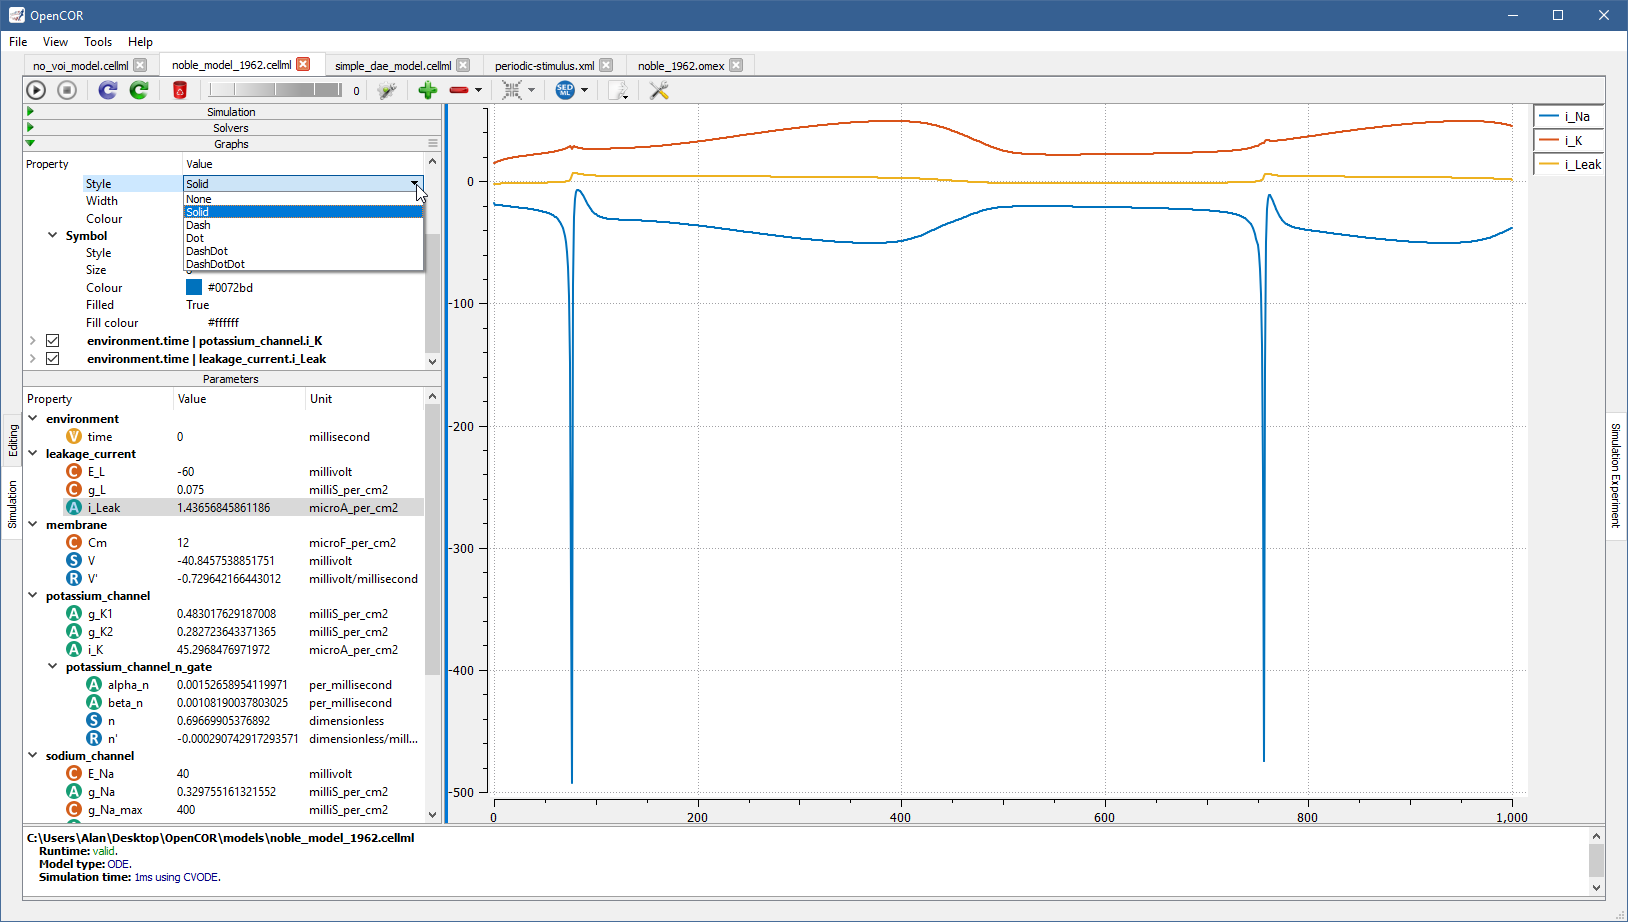 OpenCOR
File View Tools Help
no_voi_model.cellml noble_model_1962.cellml simple_dae_model.cellml periodic-stimulus.xml noble_1962.omex
0 SED ML
Simulation
Solvers
Graphs
Property Value
Style Solid
Width None
Solid
Colour Dash
Symbol Dot
Style DashDot
Size DashDotDot
Colour #0072bd
Filled True
Fill colour #ffffff
environment.time | potassium_channel.i_K
environment.time | leakage_current.i_Leak
Parameters
Property Value Unit
environment
V time 0 millisecond
leakage_current
C E_L -60 millivolt
C g_L 0.075 milliS_per_cm2
A i_Leak 1.43656845861186 microA_per_cm2
membrane
C Cm 12 microF_per_cm2
S V -40.8457538851751 millivolt
R V' -0.729642166443012 millivolt/millisecond
potassium_channel
A g_K1 0.483017629187008 milliS_per_cm2
A g_K2 0.282723643371365 milliS_per_cm2
A i_K 45.2968476971972 microA_per_cm2
potassium_channel_n_gate
A alpha_n 0.00152658954119971 per_millisecond
A beta_n 0.00108190037803025 per_millisecond
S n 0.69669905376892 dimensionless
R n' -0.000290742917293571 dimensionless/mill...
sodium_channel
C E_Na 40 millivolt
A g_Na 0.329755161321552 milliS_per_cm2
C g_Na_max 400 milliS_per_cm2
Editing
Simulation
0
-100
-200
-300
-400
-500
0 200 400 600 800 1,000
i_Na
i_K
i_Leak
Simulation Experiment
C:\Users\Alan\Desktop\OpenCOR\models\noble_model_1962.cellml
Runtime: valid.
Model type: ODE.
Simulation time: 1ms using CVODE.